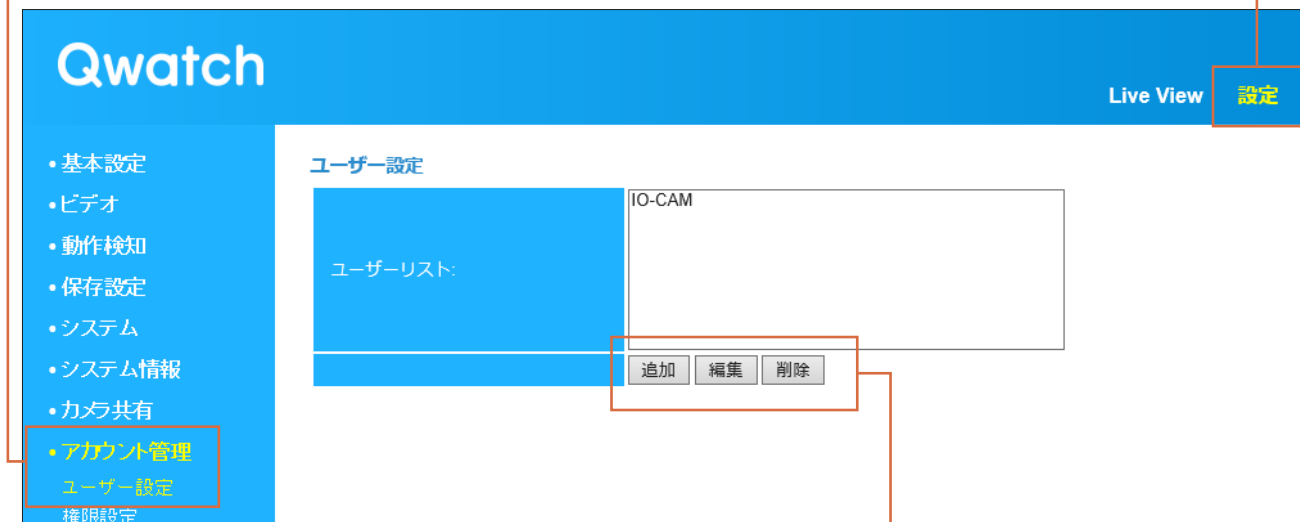 Qwatch
Live View 設定
•基本設定
•ビデオ
•動作検知
•保存設定
•システム
•システム情報
•カメラ共有
•アカウント管理
ユーザー設定
権限設定
ユーザー設定
ユーザーリスト:
IO-CAM
追加 編集 削除